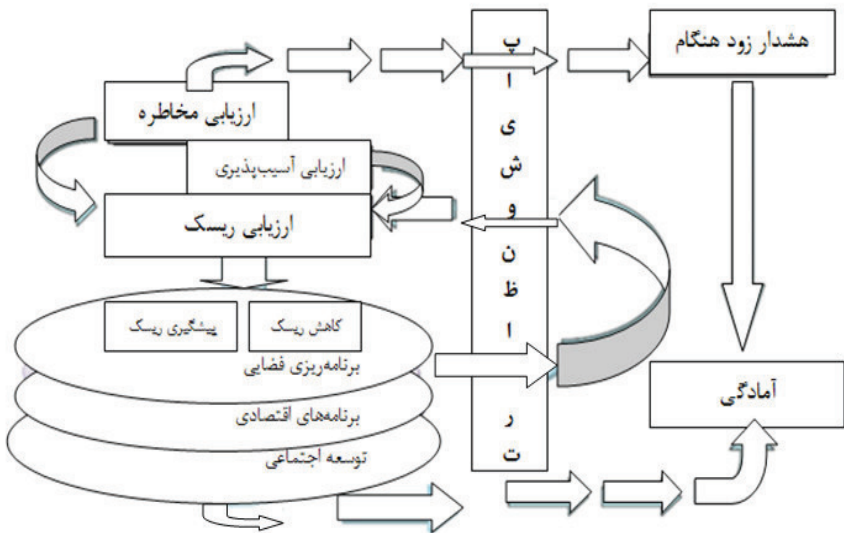 هشدار زود هنگام
ارزیابی مخاطره
ارزیابی آسیب‌پذیری
ارزیابی ریسک
پیشگیری ریسک
کاهش ریسک
برنامه‌ریزی فضایی
برنامه‌های اقتصادی
توسعه اجتماعی
پ
ا
ی
ش
و
ن
ظ
ا
ر
ت
آمادگی